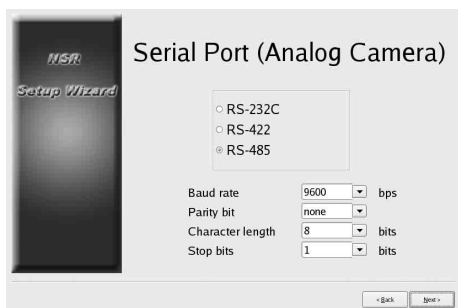 NSR
Setup Wizard
Serial Port (Analog Camera)
RS-232C
RS-422
RS-485
Baud rate 9600 bps
Parity bit none
Character length 8 bits
Stop bits 1 bits
< Back Next >